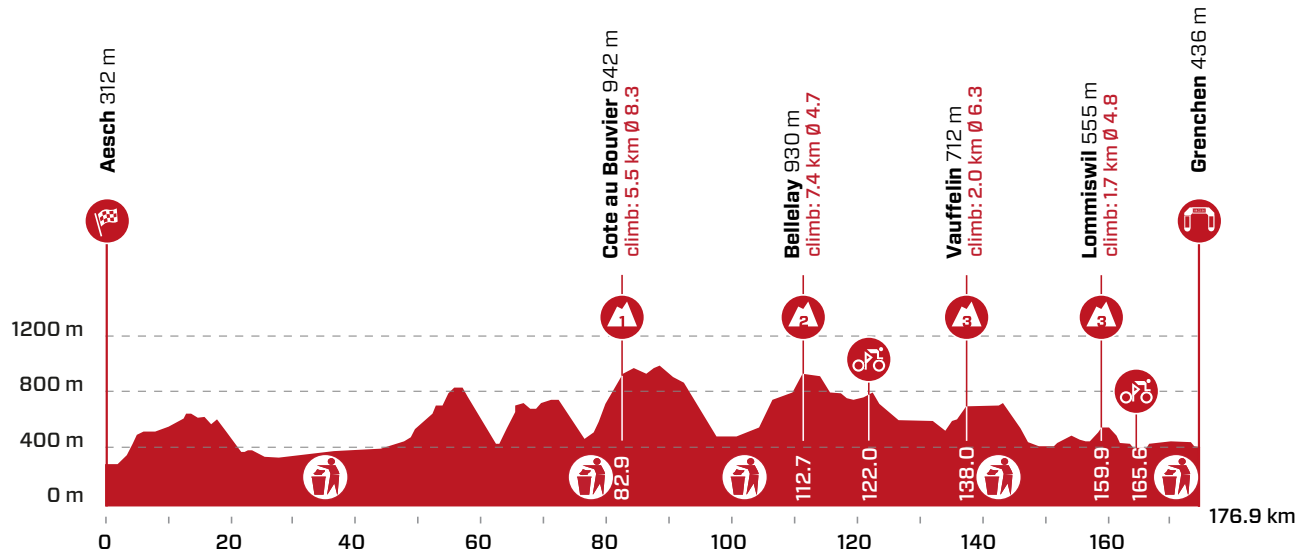 Aesch 312 m
Cote au Bouvier 942 m
climb: 5.5 km Ø 8.3
Bellelay 930 m
climb: 7.4 km Ø 4.7
Vauffelin 712 m
climb: 2.0 km Ø 6.3
Lommiswil 555 m
climb: 1.7 km Ø 4.8
Grenchen 436 m
1
2
3
3
1200 m
800 m
400 m
0 m
82.9
112.7
122.0
138.0
159.9
165.6
176.9 km
0
20
40
60
80
100
120
140
160